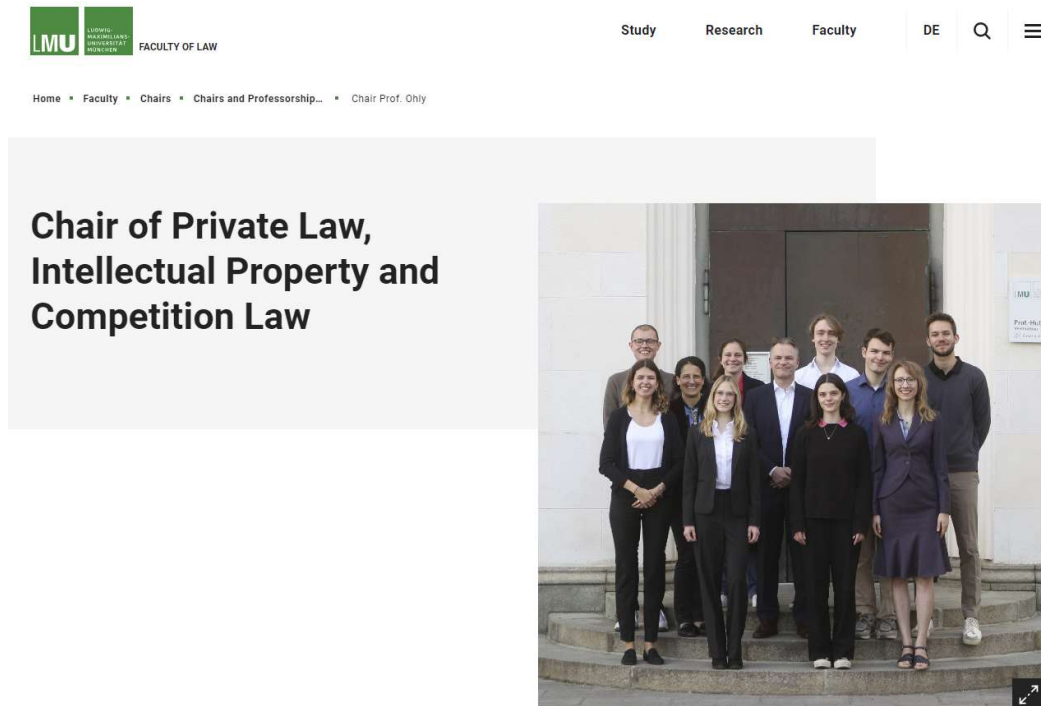 LMU
LUDWIG-
MAXIMILIANS-
UNIVERSITÄT
MÜNCHEN
FACULTY OF LAW
Study
Research
Faculty
DE
Home ▪ Faculty ▪ Chairs ▪ Chairs and Professorship… ▪ Chair Prof. Ohly
Chair of Private Law,
Intellectual Property and
Competition Law
LMU